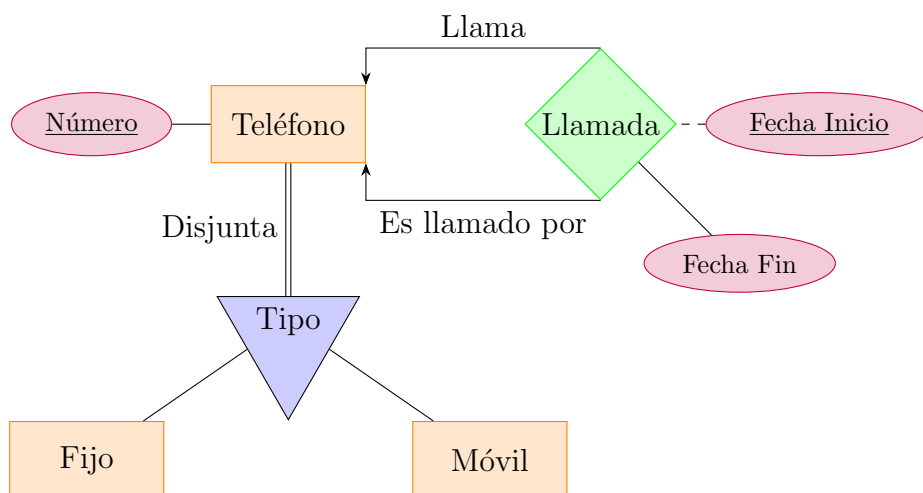 Llama
Número
Teléfono
Llamada
Fecha Inicio
Disjunta
Es llamado por
Fecha Fin
Tipo
Fijo
Móvil